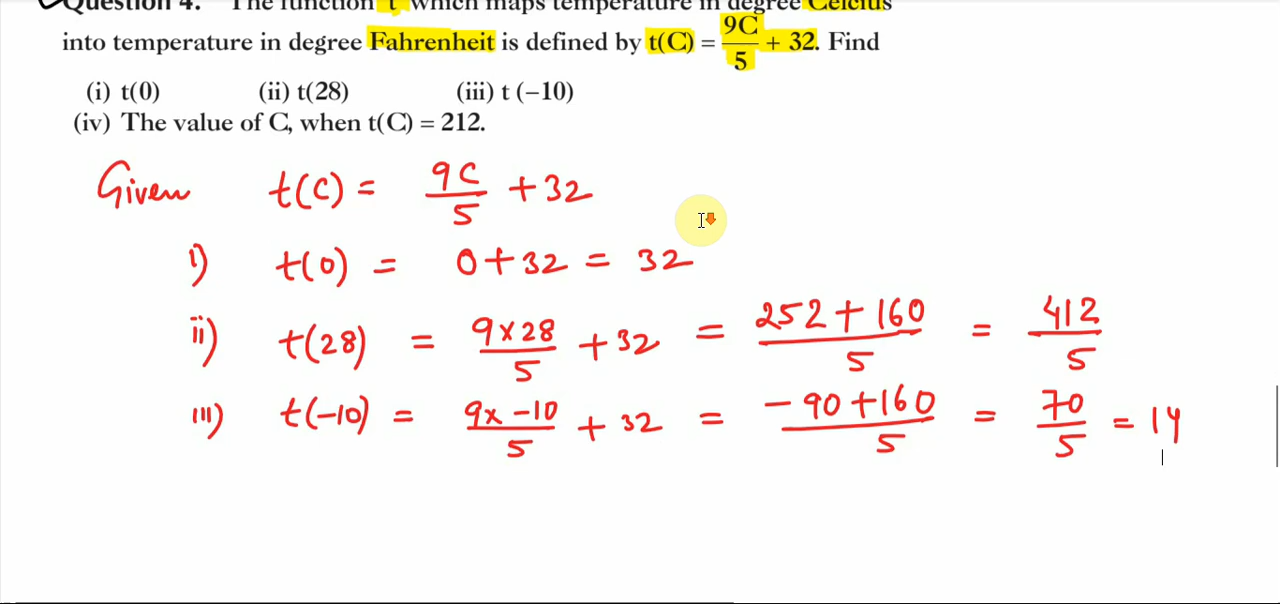 Question 4. The function 't' which maps temperature in degree Celcius
into temperature in degree Fahrenheit is defined by t(C) = 9C/5 + 32. Find
(i) t(0) (ii) t(28) (iii) t (−10)
(iv) The value of C, when t(C) = 212.
Given t(C) = 9C/5 + 32
i) t(0) = 0+32 = 32
ii) t(28) = 9×28/5 + 32 = 252+160/5 = 412/5
iii) t(-10) = 9x -10/5 + 32 = -90+160/5 = 70/5 = 14